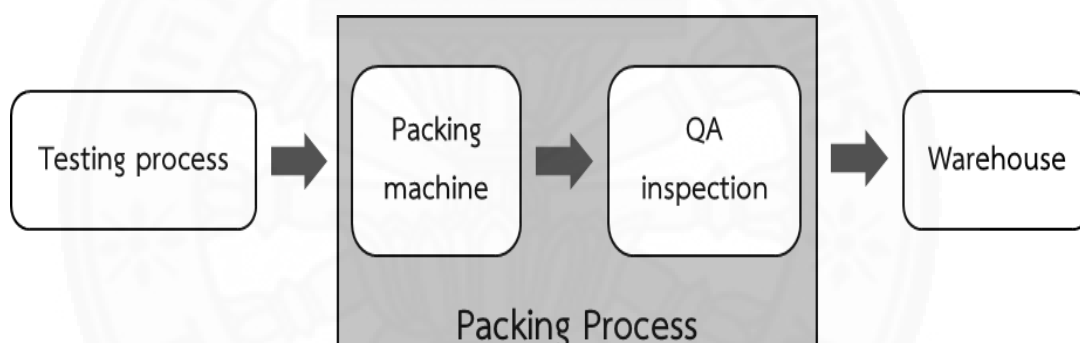 Testing process
Packing
machine
QA
inspection
Warehouse
Packing Process